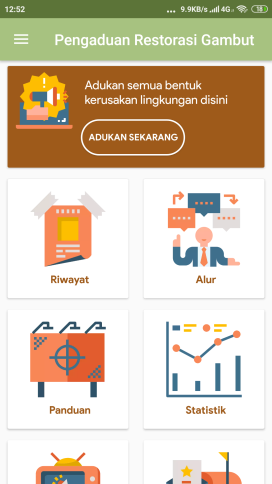 12:52
... 9.9KB/s 4G 18
Pengaduan Restorasi Gambut
Adukan semua bentuk
kerusakan lingkungan disini
ADUKAN SEKARANG
Riwayat
Alur
Panduan
Statistik